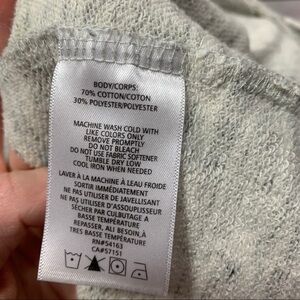 BODY/CORPS:
70% COTTON/COTON
30% POLYESTER/POLYESTER
MACHINE WASH COLD WITH
LIKE COLORS ONLY
REMOVE PROMPTLY
DO NOT BLEACH
DO NOT USE FABRIC SOFTENER
TUMBLE DRY LOW
COOL IRON WHEN NEEDED
LAVER À LA MACHINE À L'EAU FROIDE
SORTIR IMMÉDIATEMENT
NE PAS UTILISER DE JAVELLISANT
NE PAS UTILISER D'ASSOUPLISSEUR
SÉCHER PAR CULBUTAGE À
BASSE TEMPÉRATURE
REPASSER, AU BESOIN, À
TRÈS BASSE TEMPÉRATURE
RN#54163
CA#57151